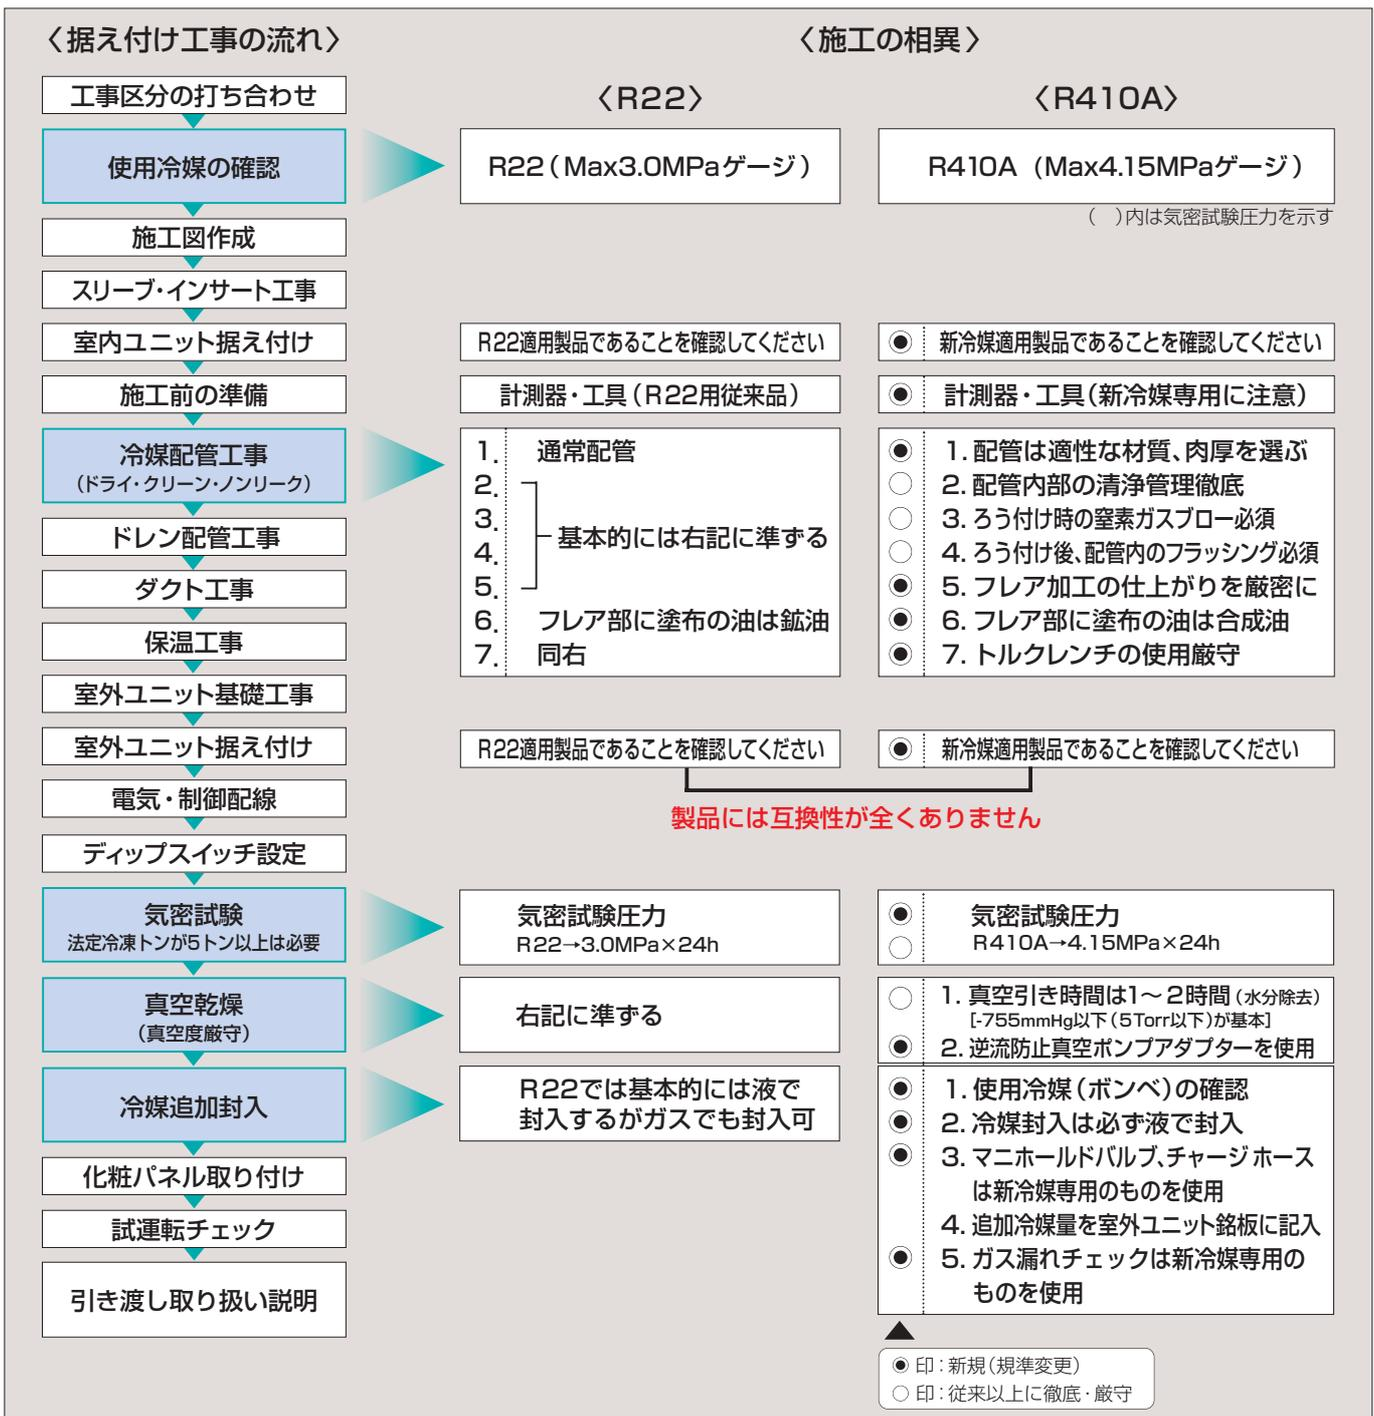 〈据え付け工事の流れ〉
工事区分の打ち合わせ
使用冷媒の確認
施工図作成
スリーブ・インサート工事
室内ユニット据え付け
施工前の準備
冷媒配管工事
（ドライ・クリーン・ノンリーク）
ドレン配管工事
ダクト工事
保温工事
室外ユニット基礎工事
室外ユニット据え付け
電気・制御配線
ディップスイッチ設定
気密試験
法定冷凍トンが5トン以上は必要
真空乾燥
（真空度厳守）
冷媒追加封入
化粧パネル取り付け
試運転チェック
引き渡し取り扱い説明
〈施工の相異〉
〈R22〉
R22（Max3.0MPaゲージ）
R22適用製品であることを確認してください
計測器・工具（R22用従来品）
1. 通常配管
2.
3.
基本的には右記に準ずる
4.
5.
6. フレア部に塗布の油は鉱油
7. 同右
R22適用製品であることを確認してください
気密試験圧力
R22→3.0MPa×24h
右記に準ずる
R22では基本的には液で
封入するがガスでも封入可
〈R410A〉
R410A（Max4.15MPaゲージ）
（　）内は気密試験圧力を示す
◉ 新冷媒適用製品であることを確認してください
◉ 計測器・工具（新冷媒専用に注意）
◉ 1. 配管は適性な材質、肉厚を選ぶ
○ 2. 配管内部の清浄管理徹底
○ 3. ろう付け時の窒素ガスブロー必須
○ 4. ろう付け後、配管内のフラッシング必須
◉ 5. フレア加工の仕上がりを厳密に
◉ 6. フレア部に塗布の油は合成油
◉ 7. トルクレンチの使用厳守
◉ 新冷媒適用製品であることを確認してください
製品には互換性が全くありません
◉ 気密試験圧力
○ R410A→4.15MPa×24h
○ 1. 真空引き時間は1～2時間（水分除去）
[-755mmHg以下（5Torr以下）が基本]
◉ 2. 逆流防止真空ポンプアダプターを使用
◉ 1. 使用冷媒（ボンベ）の確認
◉ 2. 冷媒封入は必ず液で封入
◉ 3. マニホールドバルブ、チャージホース
は新冷媒専用のものを使用
4. 追加冷媒量を室外ユニット銘板に記入
◉ 5. ガス漏れチェックは新冷媒専用の
ものを使用
◉ 印：新規（規準変更）
○ 印：従来以上に徹底・厳守